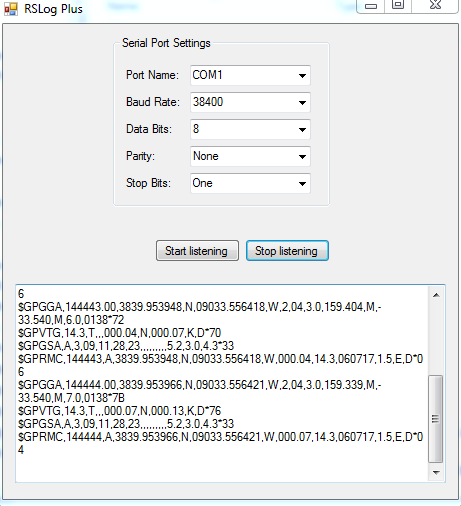 RSLog Plus
Serial Port Settings
Port Name: COM1
Baud Rate: 38400
Data Bits: 8
Parity: None
Stop Bits: One
Start listening Stop listening
6
$GPGGA,144443.00,3839.953948,N,09033.556418,W,2,04,3.0,159.404,M,-
33.540,M,6.0,0138*72
$GPVTG,14.3,T,,,000.04,N,000.07,K,D*70
$GPGSA,A,3,09,11,28,23,,,,,,,,,5.2,3.0,4.3*33
$GPRMC,144443,A,3839.953948,N,09033.556418,W,000.04,14.3,060717,1.5,E,D*0
6
$GPGGA,144444.00,3839.953966,N,09033.556421,W,2,04,3.0,159.339,M,-
33.540,M,7.0,0138*7B
$GPVTG,14.3,T,,,000.07,N,000.13,K,D*76
$GPGSA,A,3,09,11,28,23,,,,,,,,,5.2,3.0,4.3*33
$GPRMC,144444,A,3839.953966,N,09033.556421,W,000.07,14.3,060717,1.5,E,D*0
4